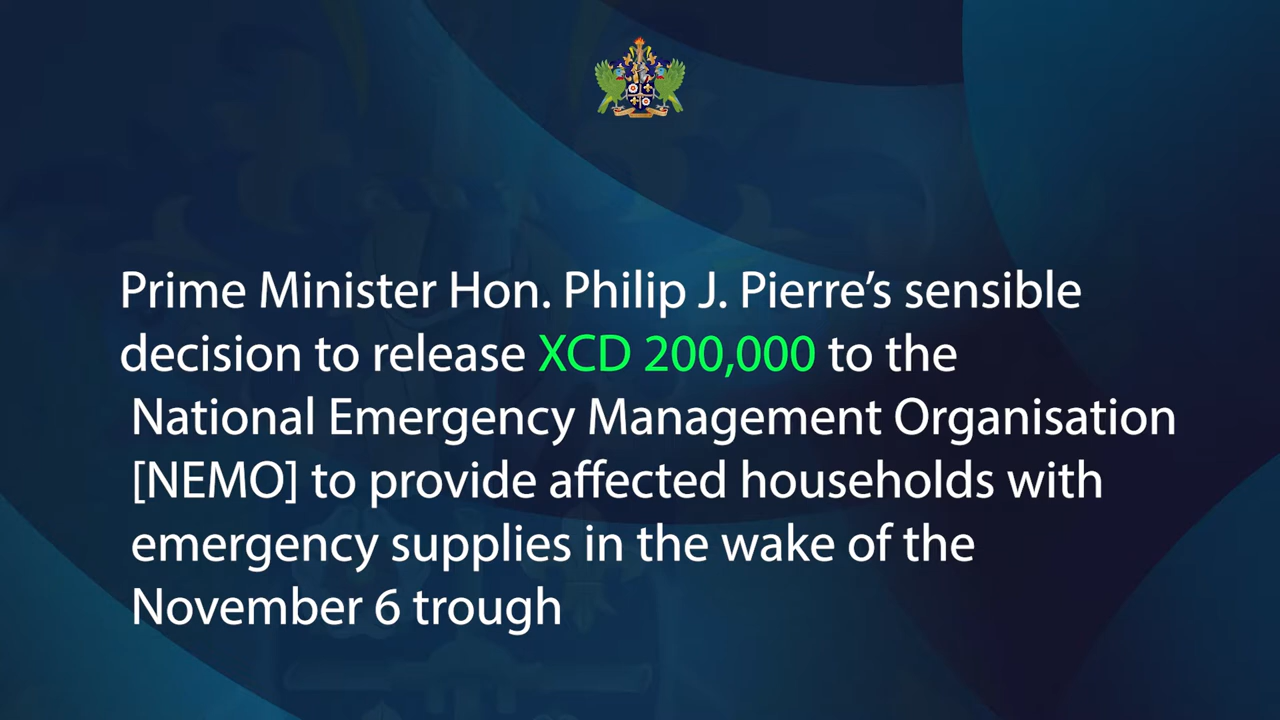 Prime Minister Hon. Philip J. Pierre’s sensible
decision to release XCD 200,000 to the
National Emergency Management Organisation
[NEMO] to provide affected households with
emergency supplies in the wake of the
November 6 trough